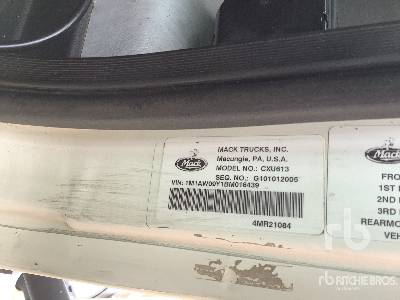 Mack
MACK TRUCKS, INC.
Macungie, PA, U.S.A.
MODEL NO.: CXU613
SEQ. NO.: G101012005
VIN: 1M1AW09Y1BM016439
4MR21084
Mack
FRO
1ST
2ND
3RD
REARMO
VEH
rb
RITCHIE BROS.